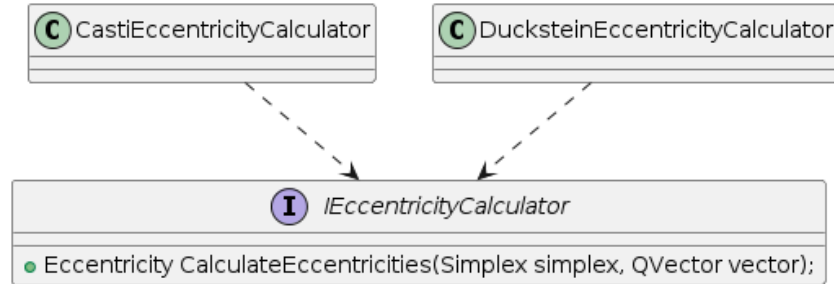 C CastiEccentricityCalculator
C DucksteinEccentricityCalculator
I IEccentricityCalculator
Eccentricity CalculateEccentricities(Simplex simplex, QVector vector);